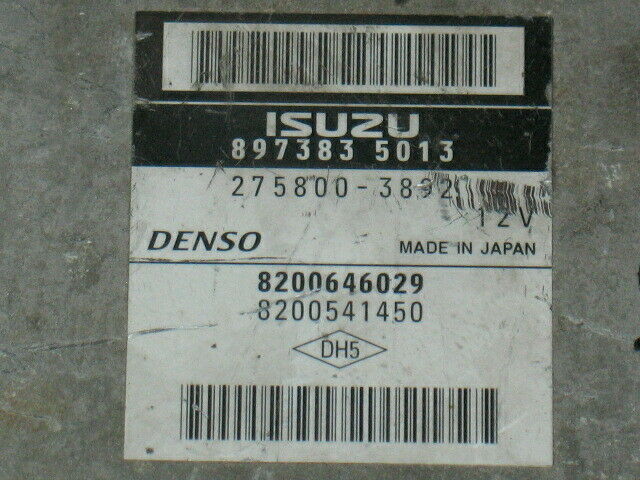 ISUZU
897383 5013
275800-3892
12V
DENSO MADE IN JAPAN
8200646029
8200541450
DH5